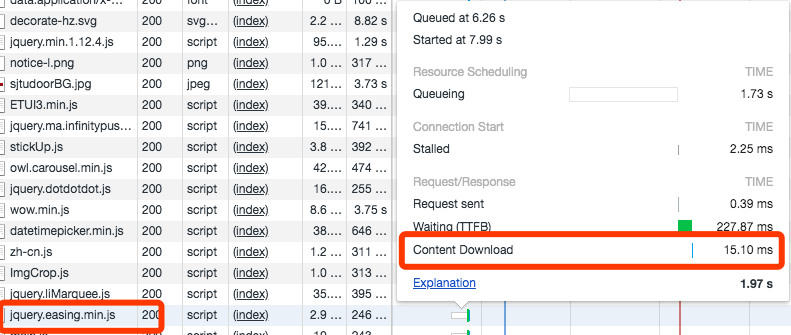 data:application/x-... 200 font (index) 0 B 100 ...
decorate-hz.svg 200 svg... (index) 2.2 ... 8.82 s
jquery.min.1.12.4.js 200 script (index) 95.... 1.29 s
notice-l.png 200 png (index) 1.0 ... 317 ...
sjtudoorBG.jpg 200 jpeg (index) 121... 3.73 s
ETUI3.min.js 200 script (index) 39.... 340 ...
jquery.ma.infinitypus... 200 script (index) 15.... 741 ...
stickUp.js 200 script (index) 3.8 ... 392 ...
owl.carousel.min.js 200 script (index) 42.... 474 ...
jquery.dotdotdot.js 200 script (index) 16.... 255 ...
wow.min.js 200 script (index) 8.6 ... 3.75 s
datetimepicker.min.js 200 script (index) 38.... 646 ...
zh-cn.js 200 script (index) 1.1 ... 311 ...
ImgCrop.js 200 script (index) 1.0 ... 313 ...
jquery.liMarquee.js 200 script (index) 35.... 395 ...
jquery.easing.min.js 200 script (index) 2.9 ... 246 ...
main.js 200 script (index) 10.... 243 ...
Queued at 6.26 s
Started at 7.99 s
Resource Scheduling TIME
Queueing 1.73 s
Connection Start TIME
Stalled 2.25 ms
Request/Response TIME
Request sent 0.39 ms
Waiting (TTFB) 227.87 ms
Content Download 15.10 ms
Explanation 1.97 s